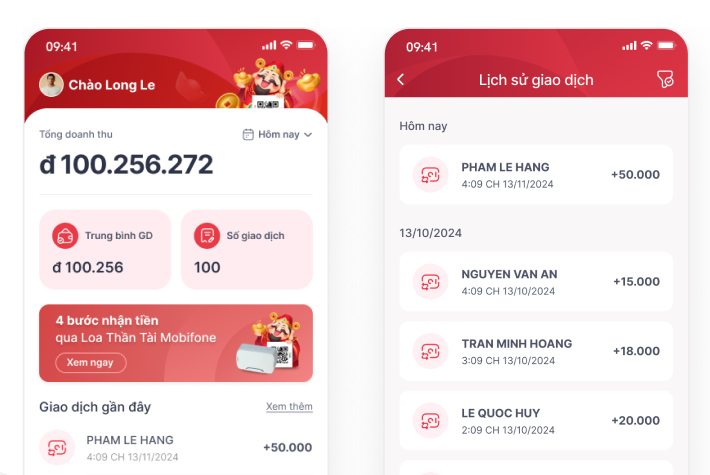 09:41
Chào Long Le
Tổng doanh thu
Hôm nay
đ 100.256.272
Trung bình GD
đ 100.256
Số giao dịch
100
4 bước nhận tiền
qua Loa Thần Tài Mobifone
Xem ngay
Giao dịch gần đây
Xem thêm
PHAM LE HANG
4:09 CH 13/11/2024
+50.000
09:41
Lịch sử giao dịch
Hôm nay
PHAM LE HANG
4:09 CH 13/11/2024
+50.000
13/10/2024
NGUYEN VAN AN
4:09 CH 13/10/2024
+15.000
TRAN MINH HOANG
3:09 CH 13/10/2024
+18.000
LE QUOC HUY
2:09 CH 13/10/2024
+20.000